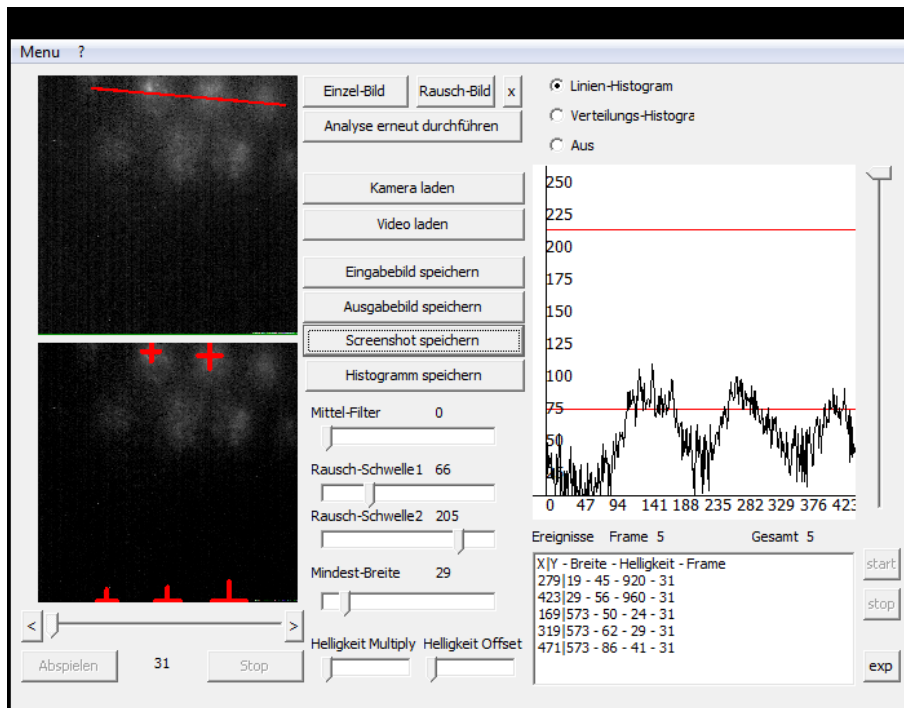 Menu ?
Einzel-Bild Rausch-Bild x
Analyse erneut durchführen
Kamera laden
Video laden
Eingabebild speichern
Ausgabebild speichern
Screenshot speichern
Histogramm speichern
Mittel-Filter 0
Rausch-Schwelle1 66
Rausch-Schwelle2 205
Mindest-Breite 29
Helligkeit Multiply Helligkeit Offset
< >
Abspielen 31 Stop
Linien-Histogram
Verteilungs-Histogra
Aus
250
225
200
175
150
125
100
75
50
0 47 94 141 188 235 282 329 376 423
Ereignisse Frame 5 Gesamt 5
X|Y - Breite - Helligkeit - Frame
279|19 - 45 - 920 - 31
423|29 - 56 - 960 - 31
169|573 - 50 - 24 - 31
319|573 - 62 - 29 - 31
471|573 - 86 - 41 - 31
start
stop
exp